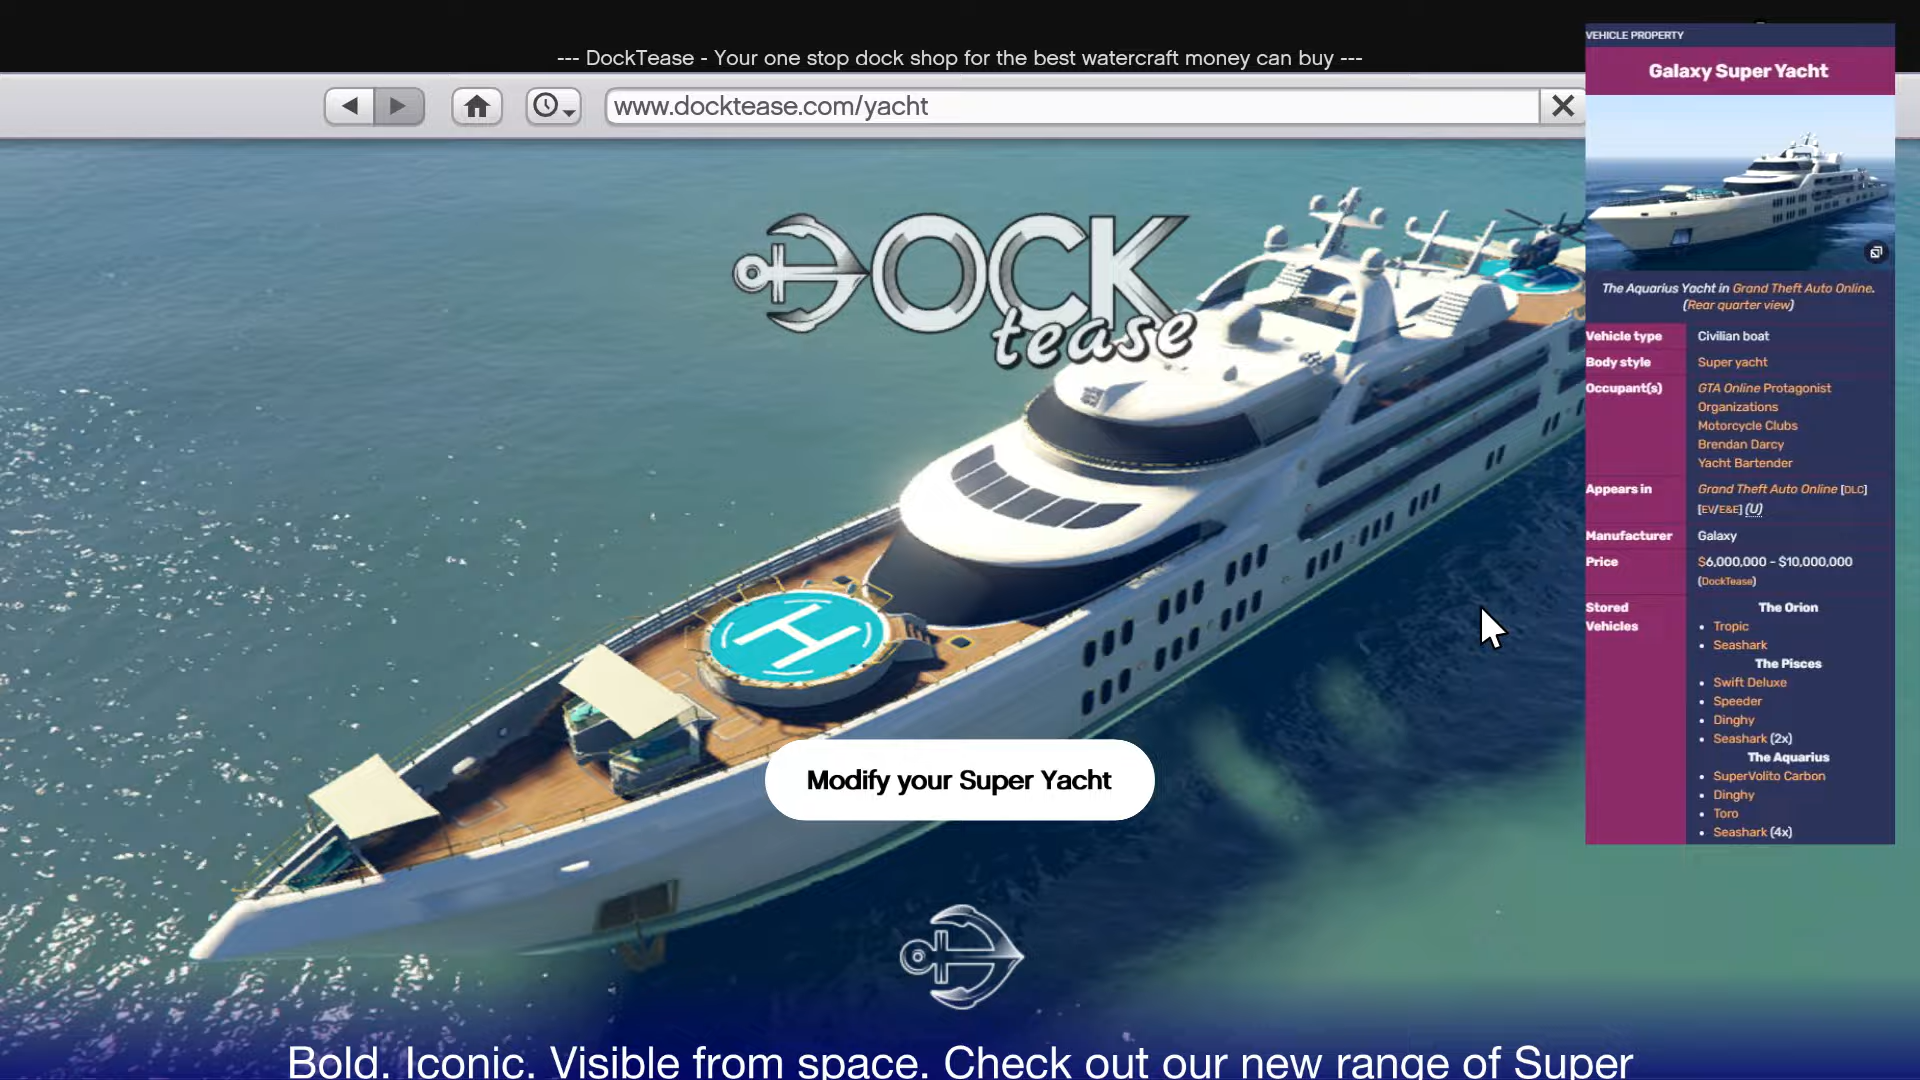 --- DockTease - Your one stop dock shop for the best watercraft money can buy ---
www.docktease.com/yacht
DOCK
tease
H
Modify your Super Yacht
Bold. Iconic. Visible from space. Check out our new range of Super
VEHICLE PROPERTY
Galaxy Super Yacht
The Aquarius Yacht in Grand Theft Auto Online.
(Rear quarter view)
Vehicle type Civilian boat
Body style Super yacht
Occupant(s) GTA Online Protagonist
Organizations
Motorcycle Clubs
Brendan Darcy
Yacht Bartender
Appears in Grand Theft Auto Online [DLC]
[EV/E&E] (U)
Manufacturer Galaxy
Price $6,000,000 - $10,000,000
(DockTease)
Stored The Orion
Vehicles • Tropic
• Seashark
The Pisces
• Swift Deluxe
• Speeder
• Dinghy
• Seashark (2x)
The Aquarius
• SuperVolito Carbon
• Dinghy
• Toro
• Seashark (4x)